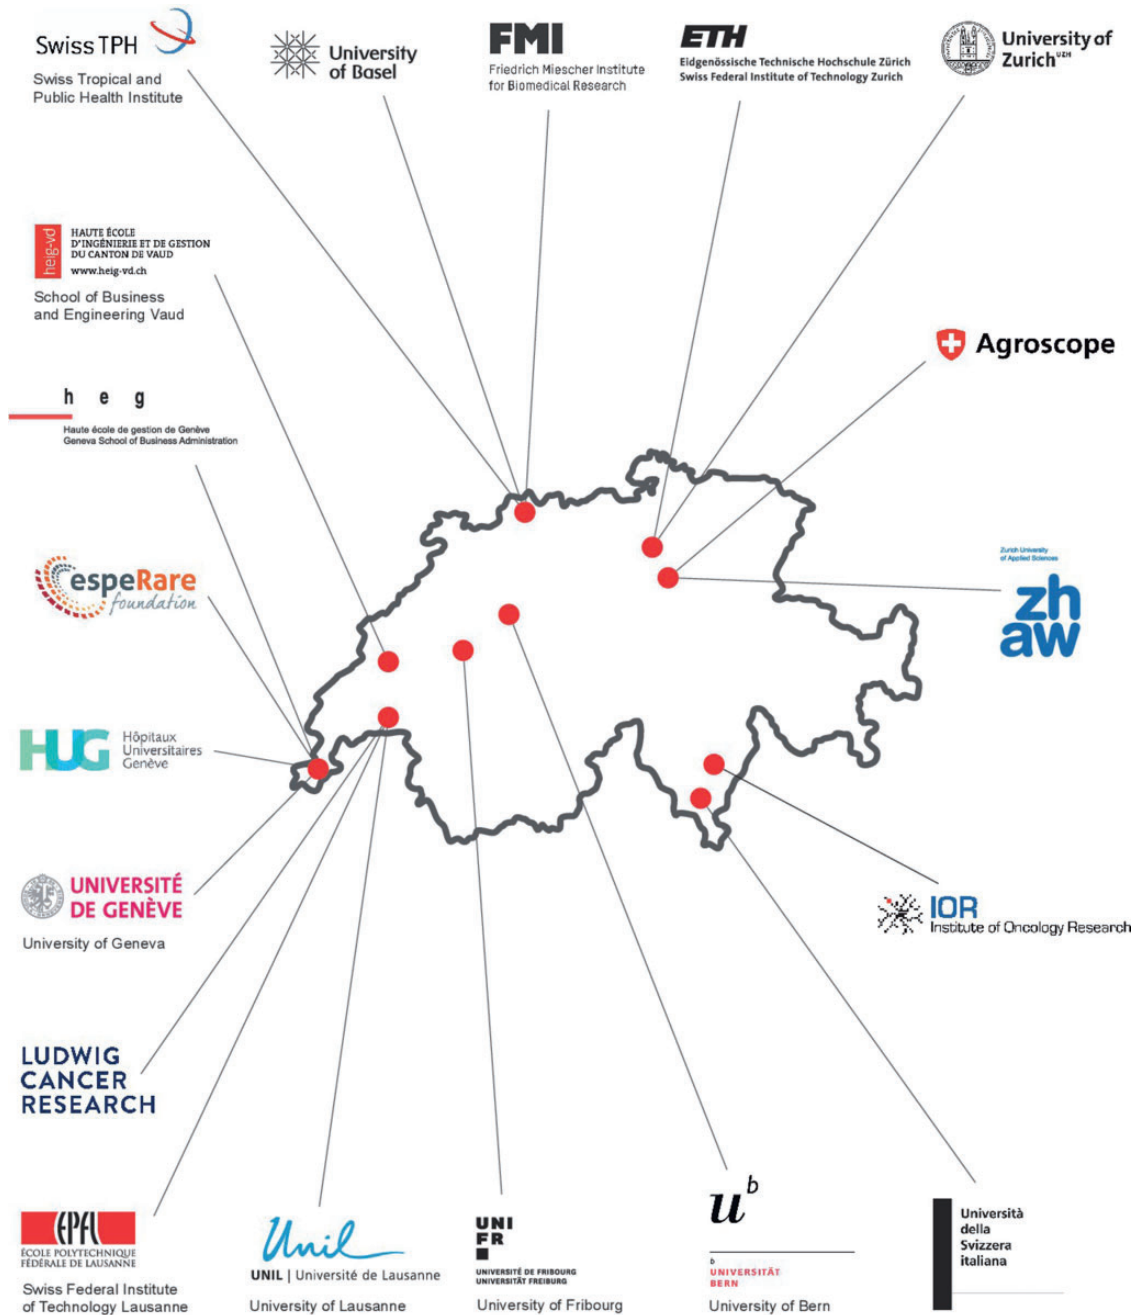 Swiss TPH
Swiss Tropical and
Public Health Institute
University
of Basel
FMI
Friedrich Miescher Institute
for Biomedical Research
ETH
Eidgenössische Technische Hochschule Zürich
Swiss Federal Institute of Technology Zurich
University of
Zurich UZH
heig-vd
HAUTE ÉCOLE
D'INGÉNIERIE ET DE GESTION
DU CANTON DE VAUD
www.heig-vd.ch
School of Business
and Engineering Vaud
Agroscope
h e g
Haute école de gestion de Genève
Geneva School of Business Administration
espeRare
foundation
Zurich University
of Applied Sciences
zh
aw
HUG
Hôpitaux
Universitaires
Genève
UNIVERSITÉ
DE GENÈVE
University of Geneva
IOR
Institute of Oncology Research
LUDWIG
CANCER
RESEARCH
EPFL
ÉCOLE POLYTECHNIQUE
FÉDÉRALE DE LAUSANNE
Swiss Federal Institute
of Technology Lausanne
Unil
UNIL | Université de Lausanne
University of Lausanne
UNI
FR
UNIVERSITÉ DE FRIBOURG
UNIVERSITÄT FREIBURG
University of Fribourg
u b
b
UNIVERSITÄT
BERN
University of Bern
Università
della
Svizzera
italiana